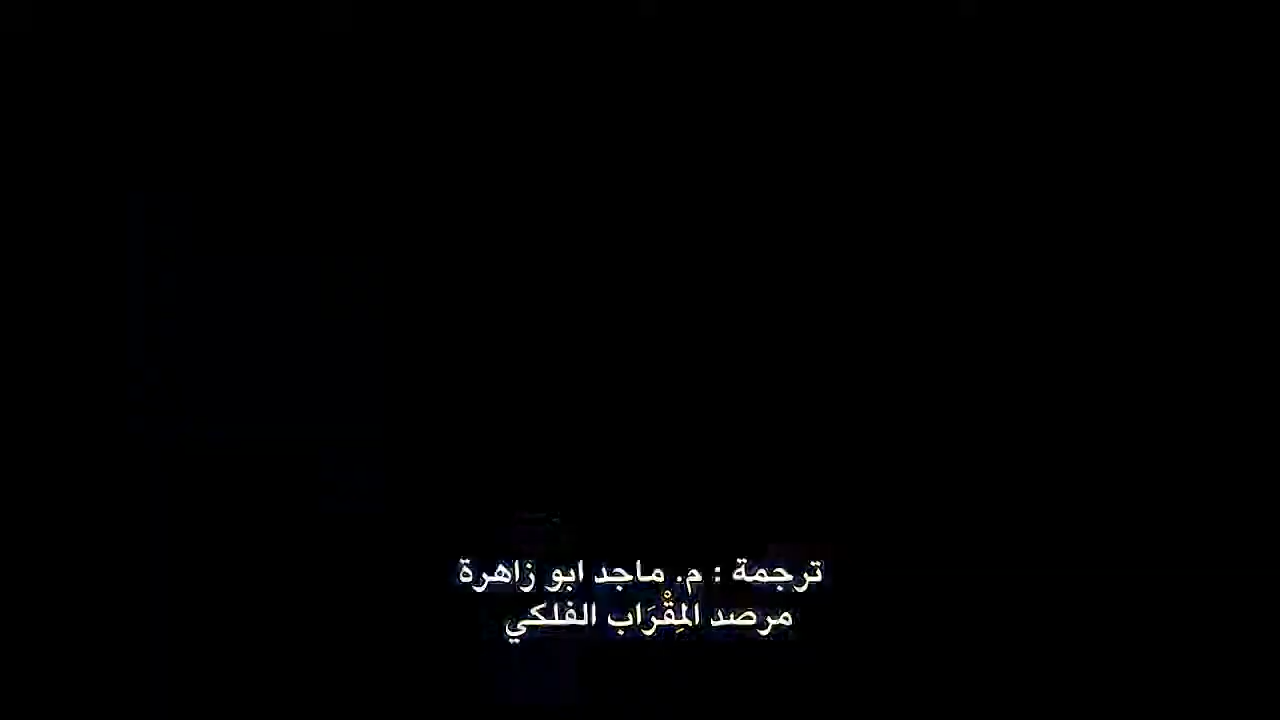 ترجمة : م. ماجد ابو زاهرة
مرصد المِقْرَاب الفلكي